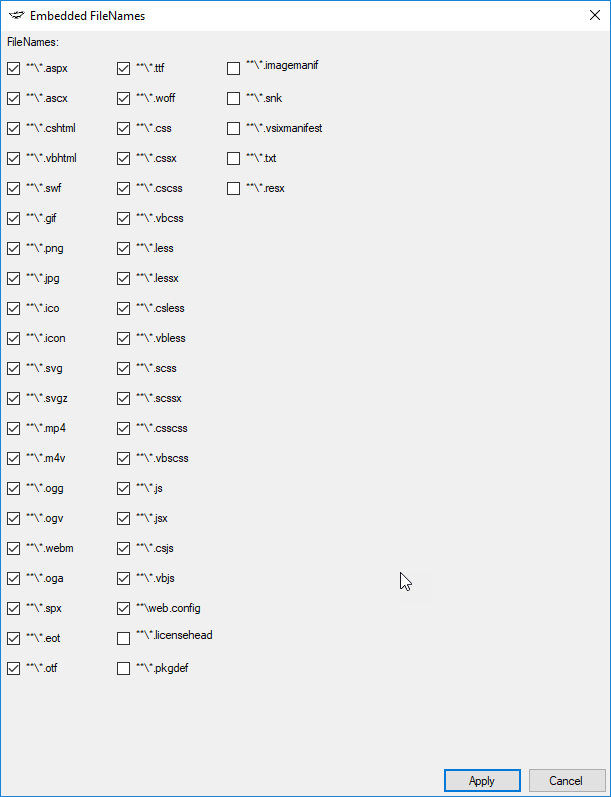 Embedded FileNames
FileNames:
**\*.aspx
**\*.ascx
**\*.cshtml
**\*.vbhtml
**\*.swf
**\*.gif
**\*.png
**\*.jpg
**\*.ico
**\*.icon
**\*.svg
**\*.svgz
**\*.mp4
**\*.m4v
**\*.ogg
**\*.ogv
**\*.webm
**\*.oga
**\*.spx
**\*.eot
**\*.otf
**\*.ttf
**\*.woff
**\*.css
**\*.cssx
**\*.cscss
**\*.vbcss
**\*.less
**\*.lessx
**\*.csless
**\*.vbless
**\*.scss
**\*.scssx
**\*.csscss
**\*.vbscss
**\*.js
**\*.jsx
**\*.csjs
**\*.vbjs
**\web.config
**\*.licensehead
**\*.pkgdef
**\*.imagemanif
**\*.snk
**\*.vsixmanifest
**\*.txt
**\*.resx
Apply
Cancel